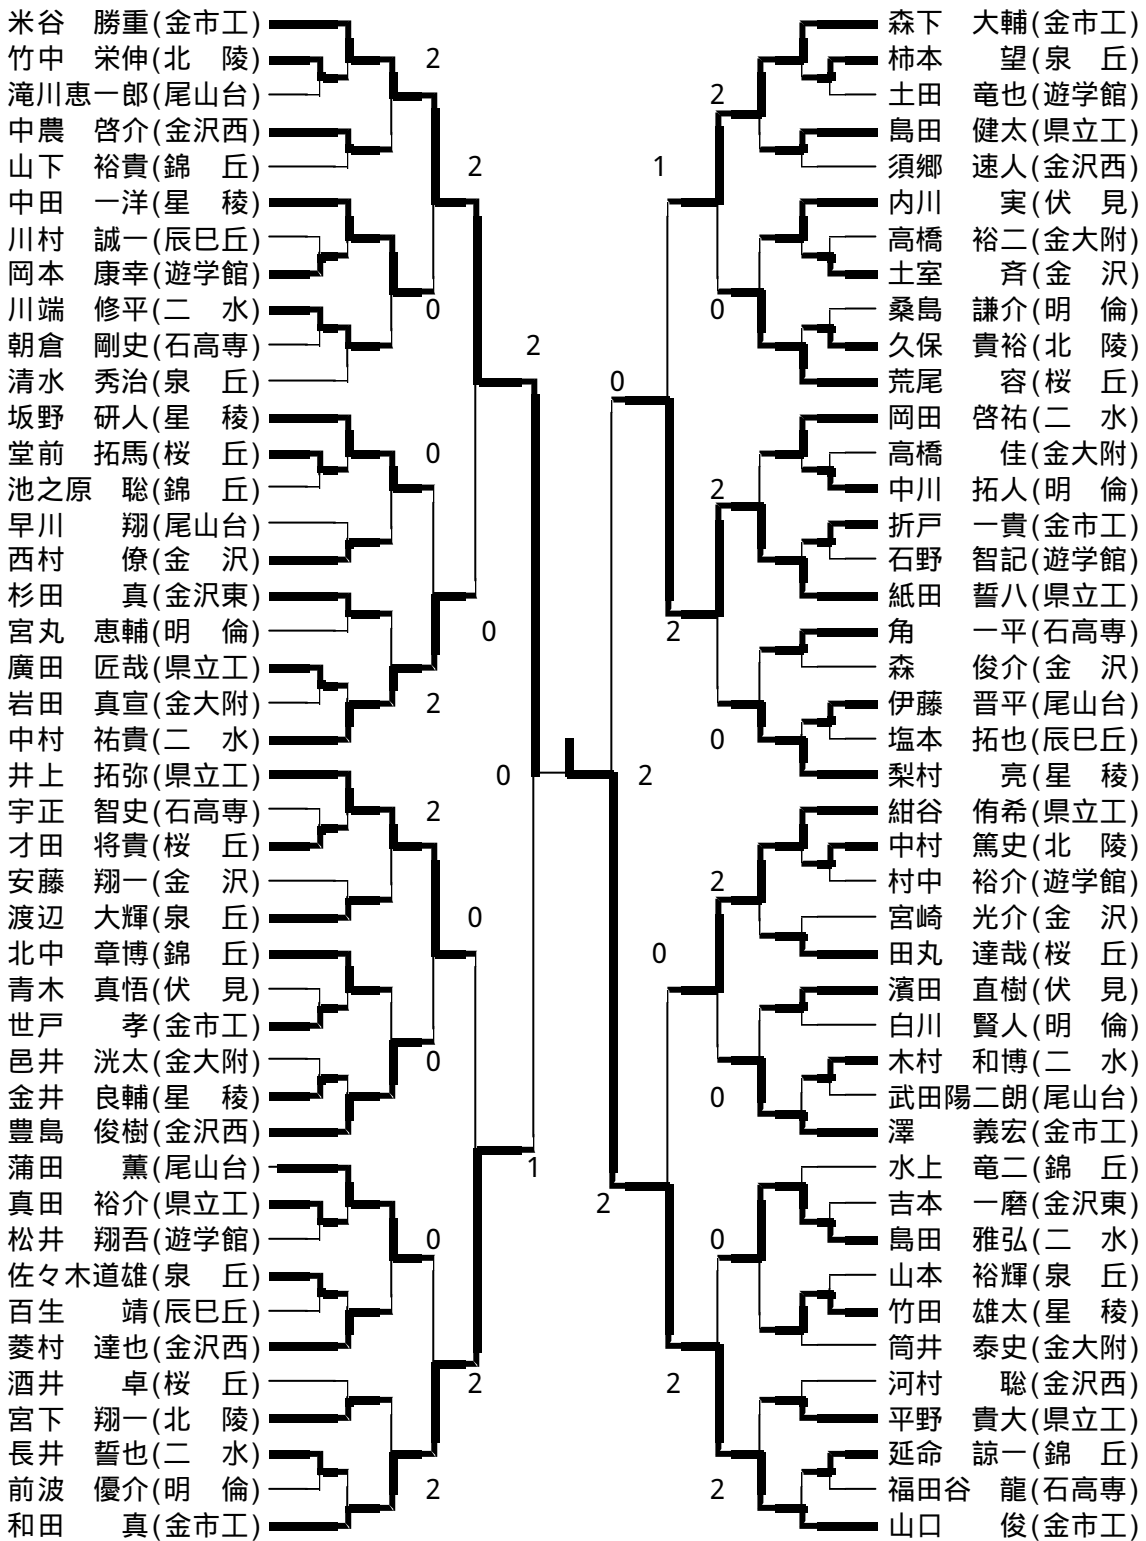 米谷　勝重(金市工)
竹中　栄伸(北　陵)
滝川恵一郎(尾山台)
中農　啓介(金沢西)
山下　裕貴(錦　丘)
中田　一洋(星　稜)
川村　誠一(辰巳丘)
岡本　康幸(遊学館)
川端　修平(二　水)
朝倉　剛史(石高専)
清水　秀治(泉　丘)
坂野　研人(星　稜)
堂前　拓馬(桜　丘)
池之原　聡(錦　丘)
早川　　翔(尾山台)
西村　　僚(金　沢)
杉田　　真(金沢東)
宮丸　恵輔(明　倫)
廣田　匠哉(県立工)
岩田　真宣(金大附)
中村　祐貴(二　水)
井上　拓弥(県立工)
宇正　智史(石高専)
才田　将貴(桜　丘)
安藤　翔一(金　沢)
渡辺　大輝(泉　丘)
北中　章博(錦　丘)
青木　真悟(伏　見)
世戸　　孝(金市工)
邑井　洸太(金大附)
金井　良輔(星　稜)
豊島　俊樹(金沢西)
蒲田　　薫(尾山台)
真田　裕介(県立工)
松井　翔吾(遊学館)
佐々木道雄(泉　丘)
百生　　靖(辰巳丘)
菱村　達也(金沢西)
酒井　　卓(桜　丘)
宮下　翔一(北　陵)
長井　誓也(二　水)
前波　優介(明　倫)
和田　　真(金市工)
2
2
0
2
0
0
2
0
2
0
0
1
0
2
2
1
2
0
0
2
2
0
2
2
0
0
2
0
2
2
森下　大輔(金市工)
柿本　　望(泉　丘)
土田　竜也(遊学館)
島田　健太(県立工)
須郷　速人(金沢西)
内川　　実(伏　見)
高橋　裕二(金大附)
土室　　斉(金　沢)
桑島　謙介(明　倫)
久保　貴裕(北　陵)
荒尾　　容(桜　丘)
岡田　啓祐(二　水)
高橋　　佳(金大附)
中川　拓人(明　倫)
折戸　一貴(金市工)
石野　智記(遊学館)
紙田　誓八(県立工)
角　　一平(石高専)
森　　俊介(金　沢)
伊藤　晋平(尾山台)
塩本　拓也(辰巳丘)
梨村　　亮(星　稜)
紺谷　侑希(県立工)
中村　篤史(北　陵)
村中　裕介(遊学館)
宮崎　光介(金　沢)
田丸　達哉(桜　丘)
濱田　直樹(伏　見)
白川　賢人(明　倫)
木村　和博(二　水)
武田陽二朗(尾山台)
澤　　義宏(金市工)
水上　竜二(錦　丘)
吉本　一磨(金沢東)
島田　雅弘(二　水)
山本　裕輝(泉　丘)
竹田　雄太(星　稜)
筒井　泰史(金大附)
河村　　聡(金沢西)
平野　貴大(県立工)
延命　諒一(錦　丘)
福田谷　龍(石高専)
山口　　俊(金市工)